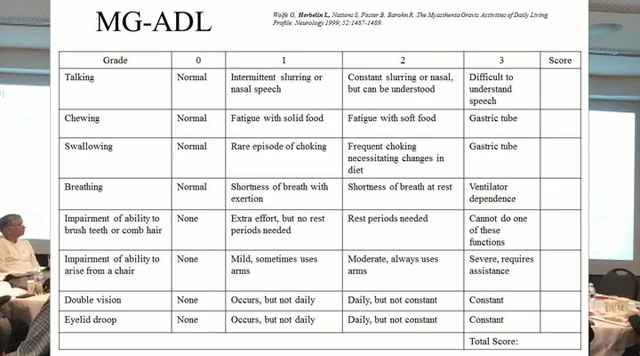 MG-ADL
Wolfe G, Herbelin L, Nations S, Foster B, Barohn R. The Myasthenia Gravis Activities of Daily Living
Profile. Neurology 1999; 52:1487-1489.
Grade 0 1 2 3 Score
Talking Normal Intermittent slurring or nasal speech Constant slurring or nasal, but can be understood Difficult to understand speech
Chewing Normal Fatigue with solid food Fatigue with soft food Gastric tube
Swallowing Normal Rare episode of choking Frequent choking necessitating changes in diet Gastric tube
Breathing Normal Shortness of breath with exertion Shortness of breath at rest Ventilator dependence
Impairment of ability to brush teeth or comb hair None Extra effort, but no rest periods needed Rest periods needed Cannot do one of these functions
Impairment of ability to arise from a chair None Mild, sometimes uses arms Moderate, always uses arms Severe, requires assistance
Double vision None Occurs, but not daily Daily, but not constant Constant
Eyelid droop None Occurs, but not daily Daily, but not constant Constant
Total Score: